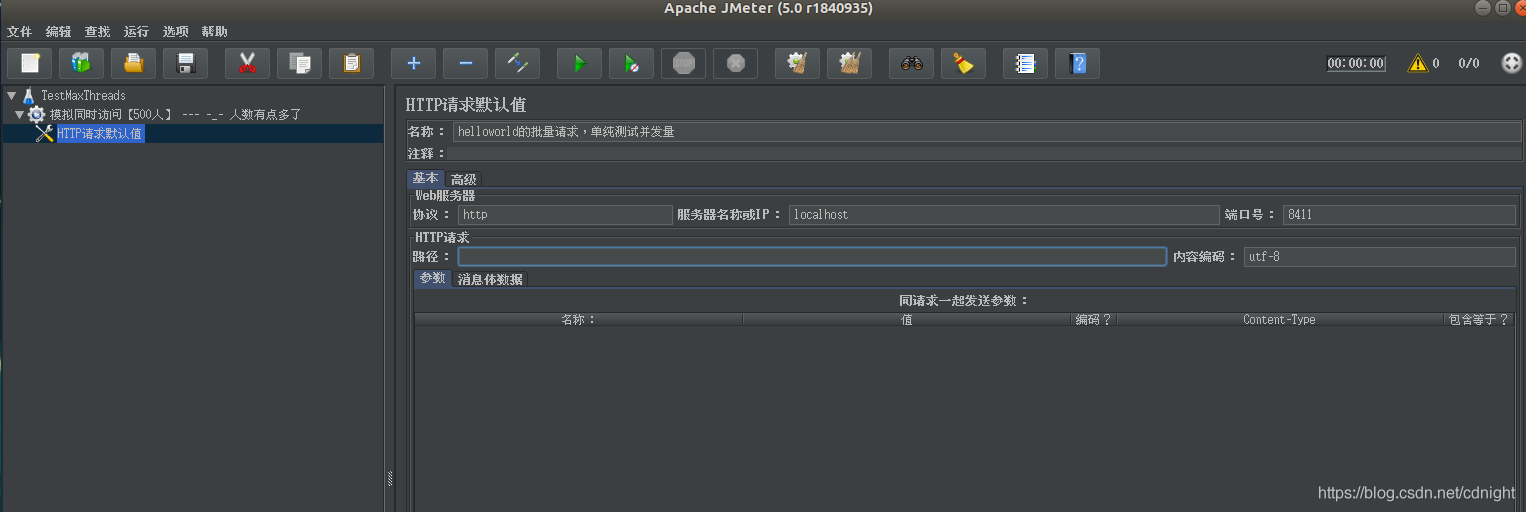 Apache JMeter (5.0 r1840935)
文件 编辑 查找 运行 选项 帮助
STOP
00:00:00 0 0/0
TestMaxThreads
模拟同时访问【500人】 --- -_- 人数有点多了
HTTP请求默认值
HTTP请求默认值
名称: helloworld的批量请求,单纯测试并发量
注释:
基本 高级
Web服务器
协议: http 服务器名称或IP: localhost 端口号: 8411
HTTP请求
路径: 内容编码: utf-8
参数 消息体数据
同请求一起发送参数:
名称: 值 编码? Content-Type 包含等于?
https://blog.csdn.net/cdnight